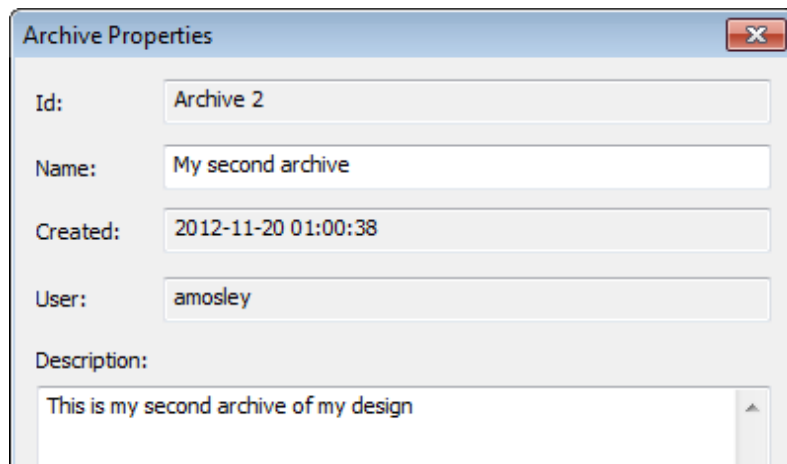 Archive Properties
Id: Archive 2
Name: My second archive
Created: 2012-11-20 01:00:38
User: amosley
Description:
This is my second archive of my design